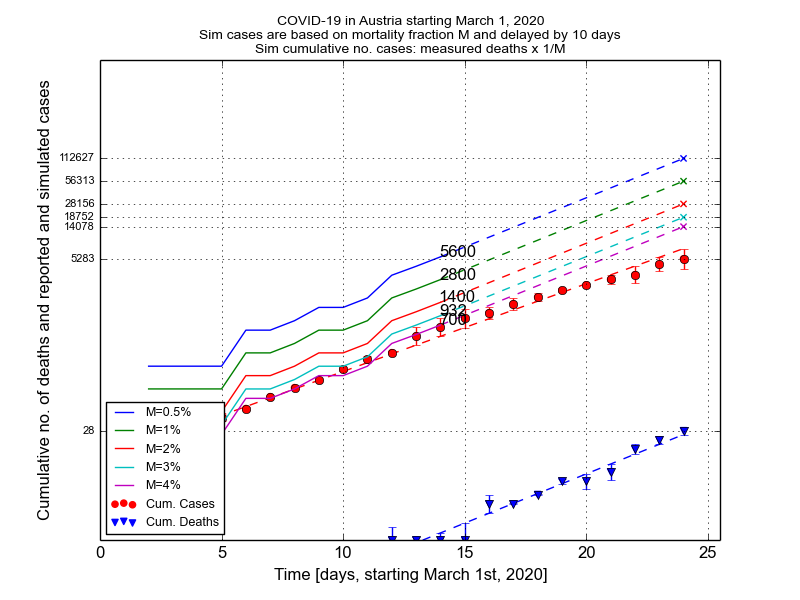 COVID-19 in Austria starting March 1, 2020
Sim cases are based on mortality fraction M and delayed by 10 days
Sim cumulative no. cases: measured deaths x 1/M
Cumulative no. of deaths and reported and simulated cases
112627
56313
28156
18752
14078
5283
28
5600
2800
1400
932
700
M=0.5%
M=1%
M=2%
M=3%
M=4%
Cum. Cases
Cum. Deaths
0 5 10 15 20 25
Time [days, starting March 1st, 2020]